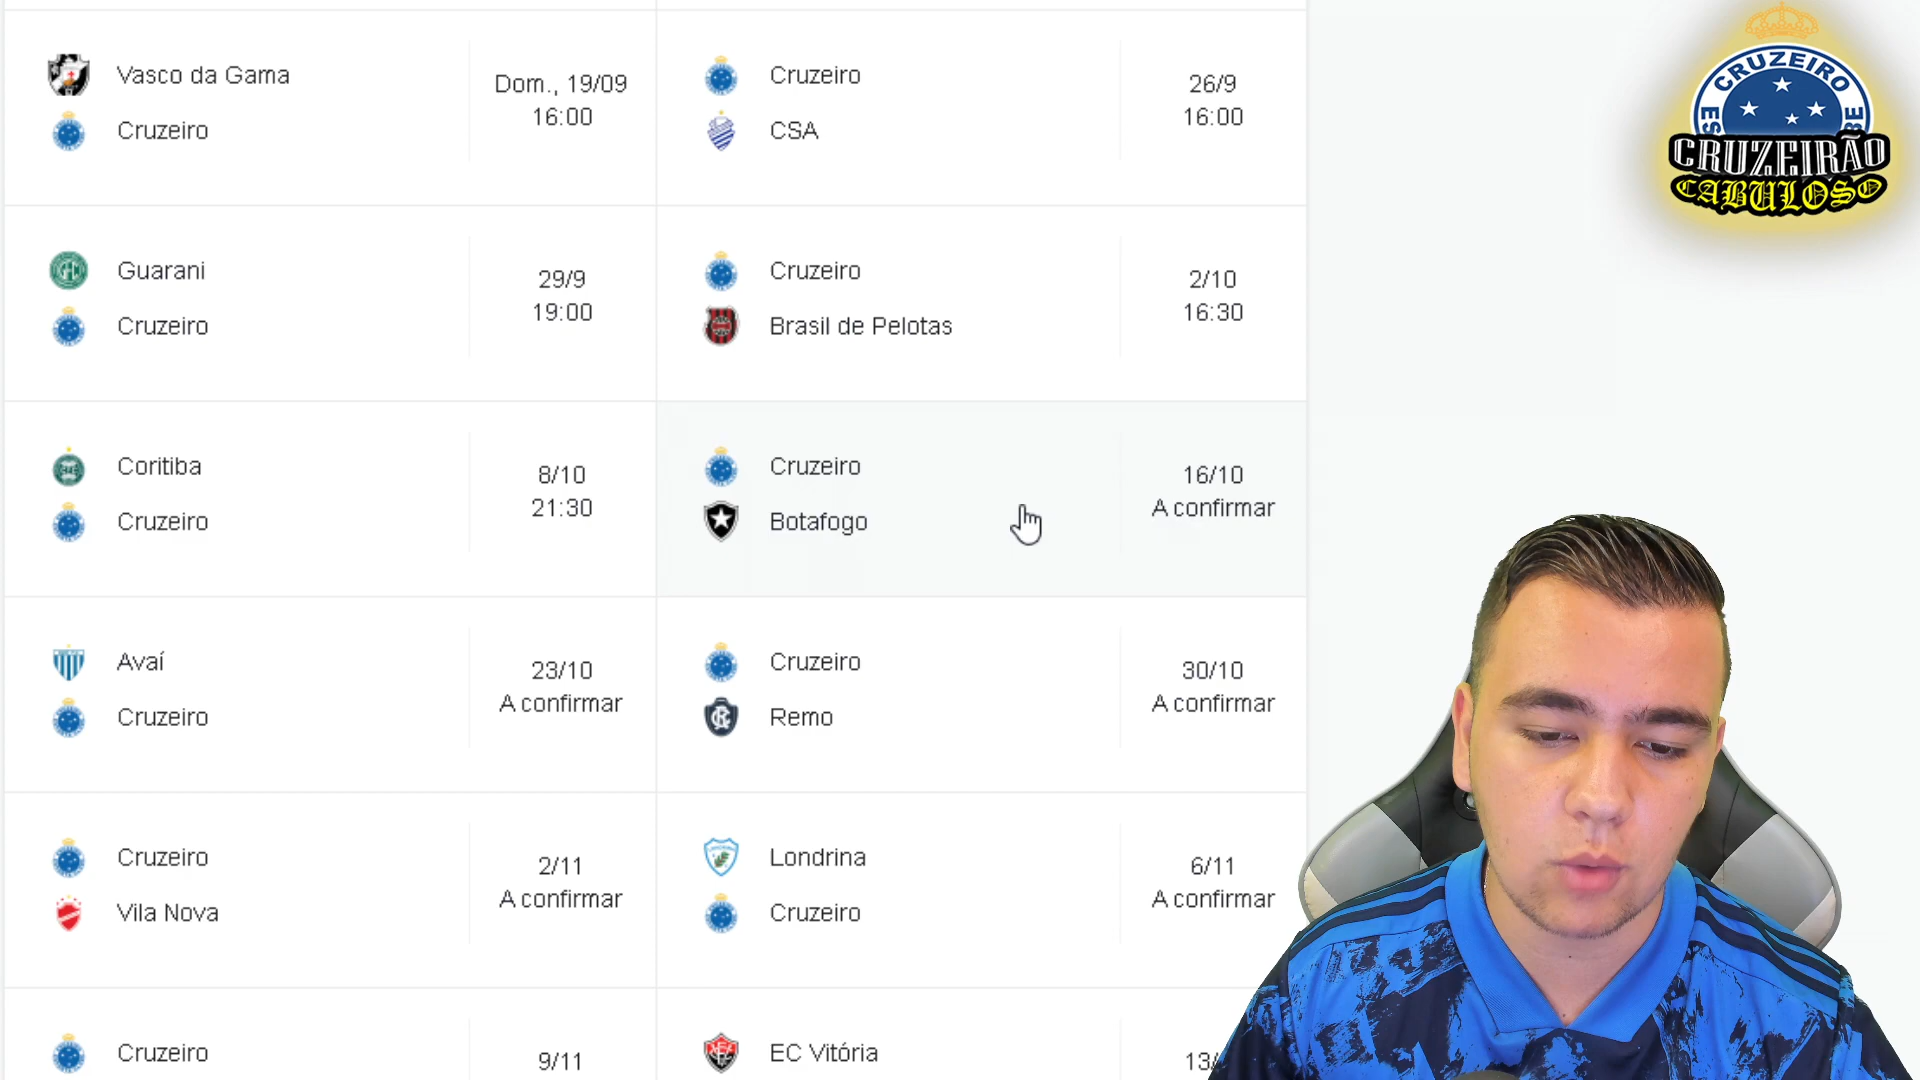 Vasco da Gama
Cruzeiro
Dom., 19/09
16:00
Cruzeiro
CSA
26/9
16:00
Guarani
Cruzeiro
29/9
19:00
Cruzeiro
Brasil de Pelotas
2/10
16:30
Coritiba
Cruzeiro
8/10
21:30
Cruzeiro
Botafogo
16/10
A confirmar
Avaí
Cruzeiro
23/10
A confirmar
Cruzeiro
Remo
30/10
A confirmar
Cruzeiro
Vila Nova
2/11
A confirmar
Londrina
Cruzeiro
6/11
A confirmar
Cruzeiro
9/11
EC Vitória
13/
CRUZEIRO
CRUZEIRÃO
CABULOSO